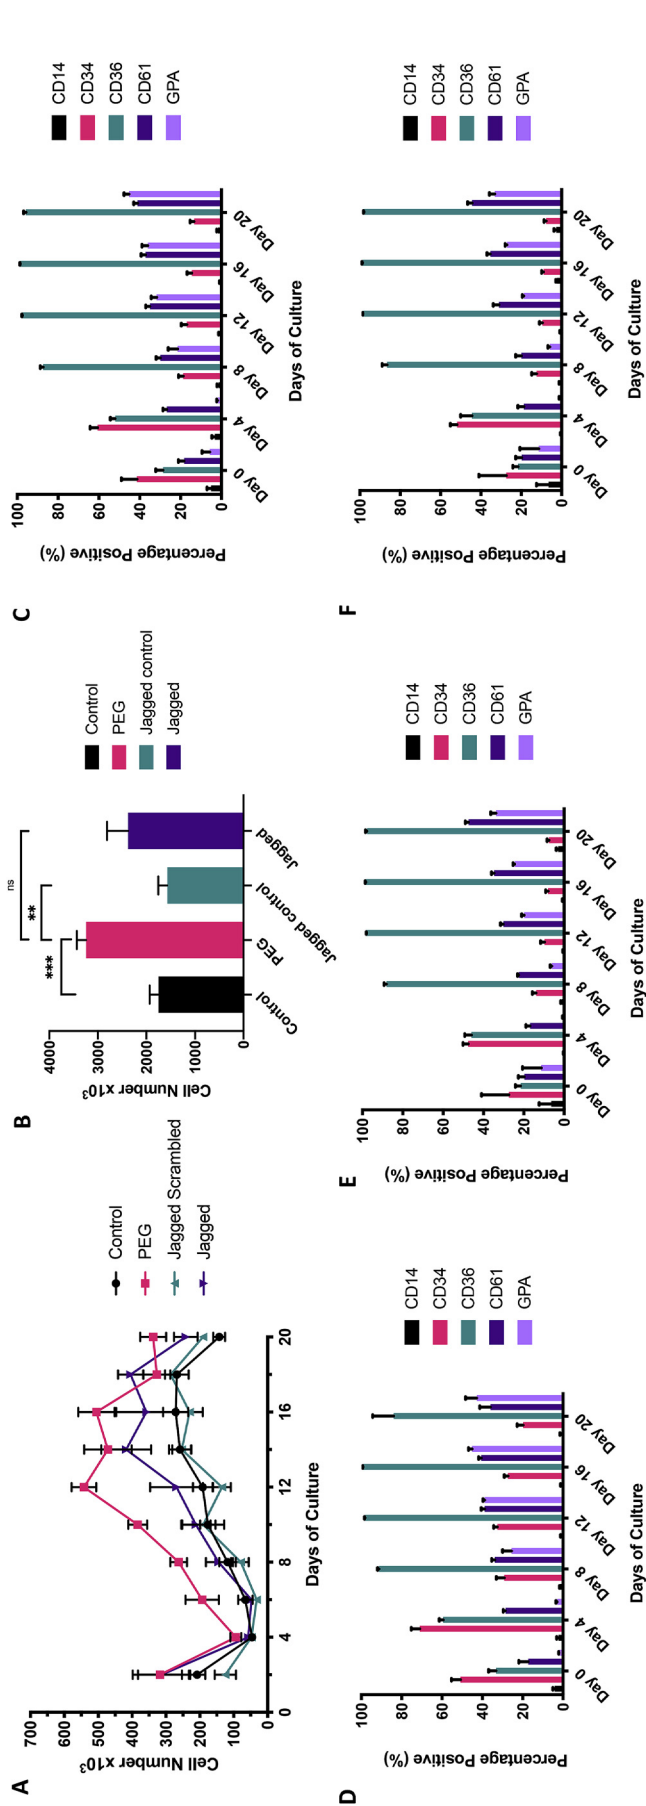 A
Cell Number x10³
700
600
500
400
300
200
100
0
0
4
8
12
16
20
Days of Culture
Control
PEG
Jagged Scrambled
Jagged
B
Cell Number x10³
4000
3000
2000
1000
0
***
**
ns
Control
PEG
Jagged control
Jagged
Control
PEG
Jagged control
Jagged
C
Percentage Positive (%)
100
80
60
40
20
0
Day 0
Day 4
Day 8
Day 12
Day 16
Day 20
Days of Culture
CD14
CD34
CD36
CD61
GPA
D
Percentage Positive (%)
100
80
60
40
20
0
Day 0
Day 4
Day 8
Day 12
Day 16
Day 20
Days of Culture
CD14
CD34
CD36
CD61
GPA
E
Percentage Positive (%)
100
80
60
40
20
0
Day 0
Day 4
Day 8
Day 12
Day 16
Day 20
Days of Culture
CD14
CD34
CD36
CD61
GPA
F
Percentage Positive (%)
100
80
60
40
20
0
Day 0
Day 4
Day 8
Day 12
Day 16
Day 20
Days of Culture
CD14
CD34
CD36
CD61
GPA